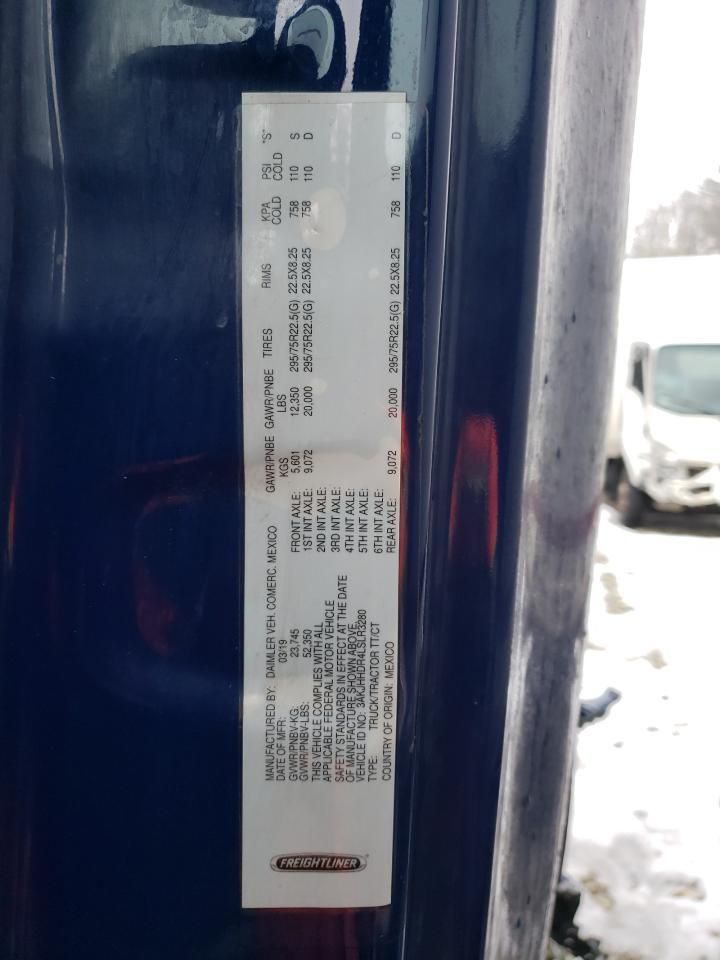 FREIGHTLINER
MANUFACTURED BY: DAIMLER VEH. COMERC. MEXICO
DATE OF MFR: 03/19
GVWR/PNBV-KG: 23,745
GVWR/PNBV-LBS: 52,350
THIS VEHICLE COMPLIES WITH ALL
APPLICABLE FEDERAL MOTOR VEHICLE
SAFETY STANDARDS IN EFFECT AT THE DATE
OF MANUFACTURE SHOWN ABOVE.
VEHICLE ID NO.: 3AKJHHDR4LSLR3280
TYPE: TRUCK/TRACTOR TT/CT
COUNTRY OF ORIGIN: MEXICO
GAWR/PNBE GAWR/PNBE TIRES RIMS KPA PSI "S"
KGS LBS COLD COLD
FRONT AXLE: 5,601 12,350 295/75R22.5(G) 22.5X8.25 758 110 S
1ST INT AXLE: 9,072 20,000 295/75R22.5(G) 22.5X8.25 758 110 D
2ND INT AXLE:
3RD INT AXLE:
4TH INT AXLE:
5TH INT AXLE:
6TH INT AXLE:
REAR AXLE: 9,072 20,000 295/75R22.5(G) 22.5X8.25 758 110 D